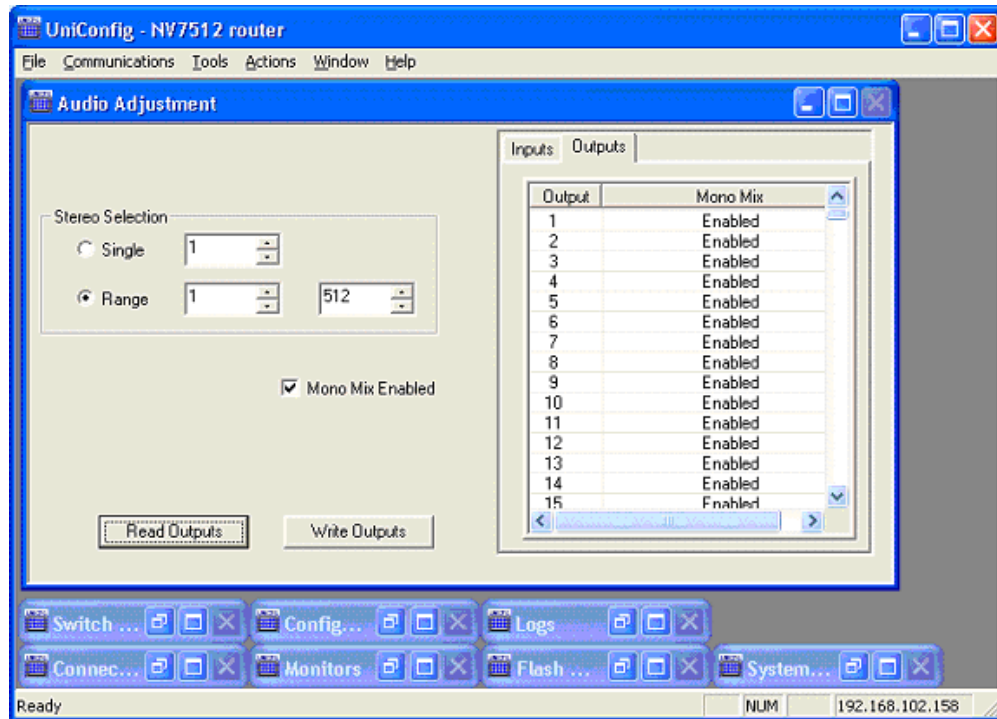 UniConfig - NV7512 router
File Communications Tools Actions Window Help
Audio Adjustment
Inputs Outputs
Stereo Selection
Single 1
Range 1 512
Mono Mix Enabled
Read Outputs Write Outputs
Output Mono Mix
1 Enabled
2 Enabled
3 Enabled
4 Enabled
5 Enabled
6 Enabled
7 Enabled
8 Enabled
9 Enabled
10 Enabled
11 Enabled
12 Enabled
13 Enabled
14 Enabled
15 Enabled
Switch ... Config... Logs
Connec... Monitors Flash ... System...
Ready NUM 192.168.102.158